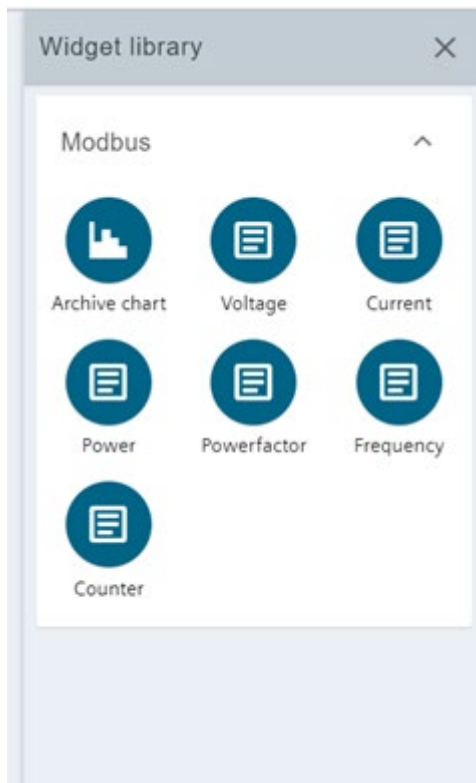 Widget library
Modbus
Archive chart Voltage Current
Power Powerfactor Frequency
Counter